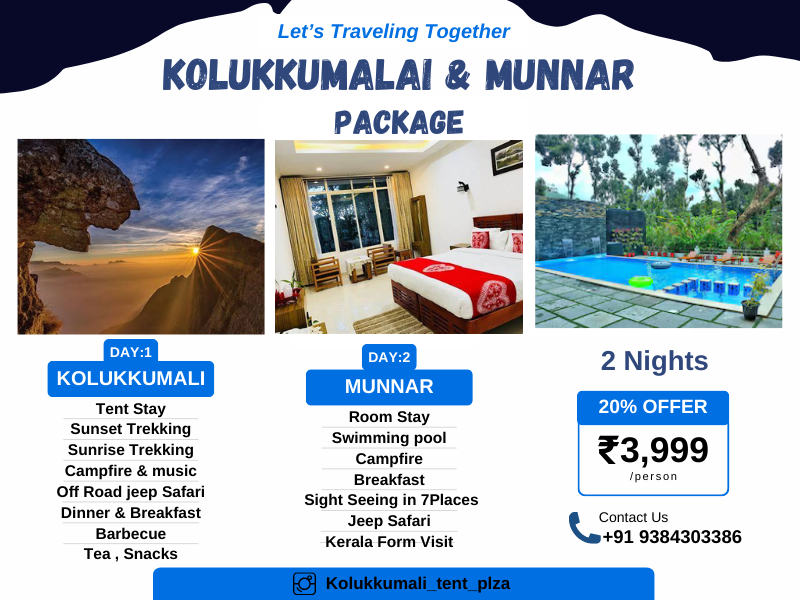 Let's Traveling Together
KOLUKKUMALAI & MUNNAR
PACKAGE
DAY:1
KOLUKKUMALI
Tent Stay
Sunset Trekking
Sunrise Trekking
Campfire & music
Off Road jeep Safari
Dinner & Breakfast
Barbecue
Tea , Snacks
DAY:2
MUNNAR
Room Stay
Swimming pool
Campfire
Breakfast
Sight Seeing in 7Places
Jeep Safari
Kerala Form Visit
2 Nights
20% OFFER
₹3,999
/person
Contact Us
+91 9384303386
Kolukkumali_tent_plza